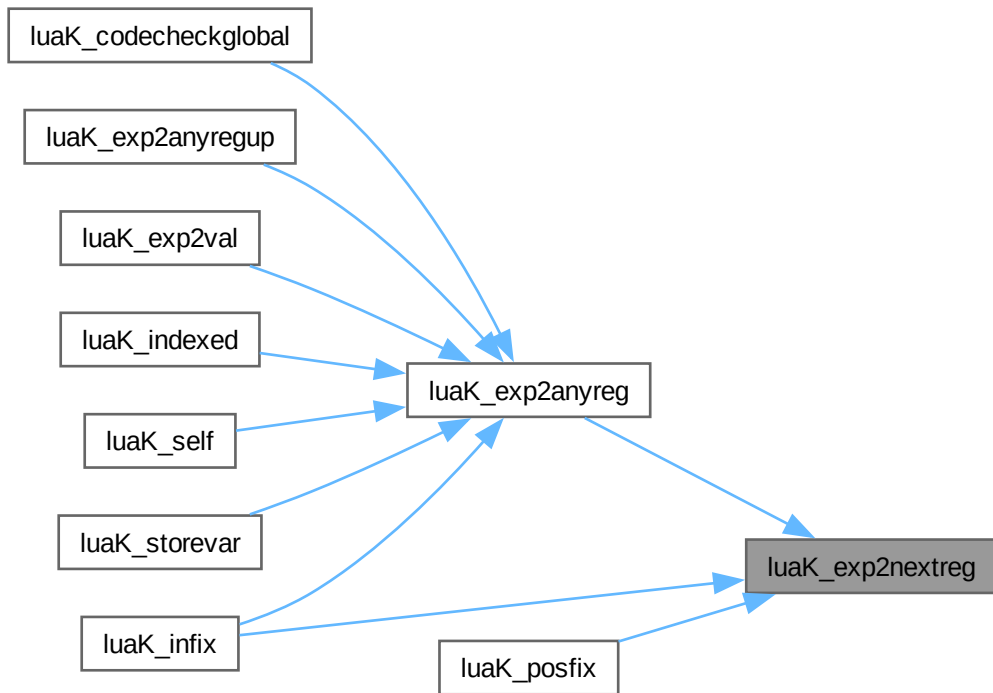 luaK_codecheckglobal
luaK_exp2anyregup
luaK_exp2val
luaK_indexed
luaK_exp2anyreg
luaK_self
luaK_storevar
luaK_exp2nextreg
luaK_infix
luaK_posfix